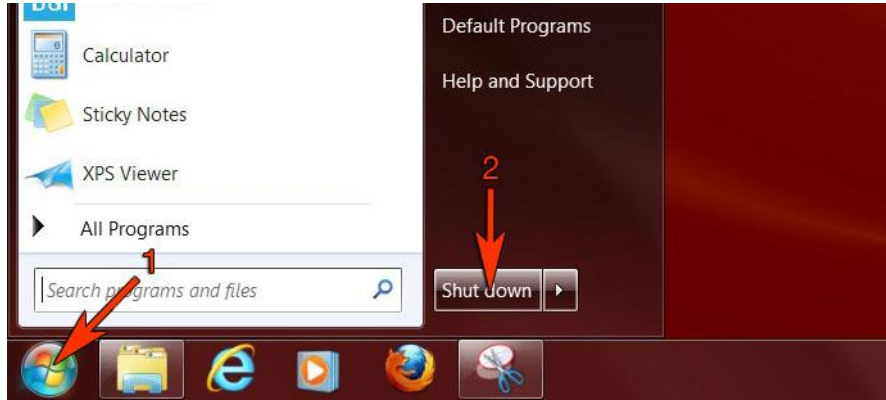 DGI
Default Programs
Calculator
Help and Support
Sticky Notes
XPS Viewer
2
All Programs
1
Search programs and files
Shut down